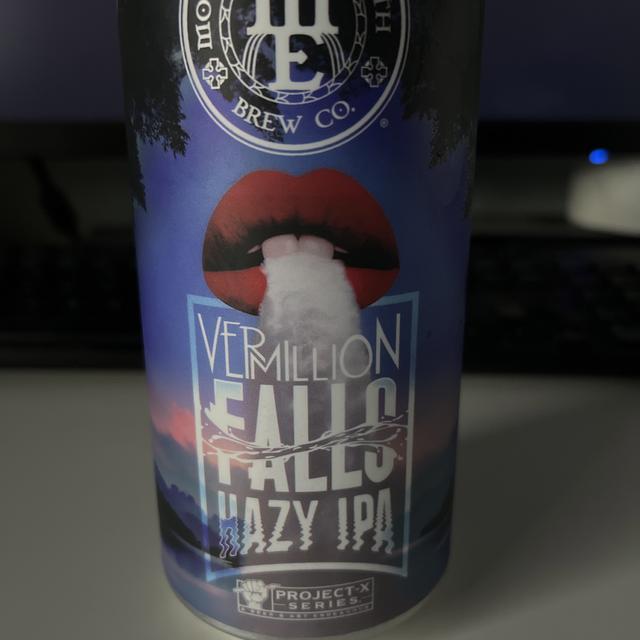 E
BREW CO.
®
VERMILLION
FALLS
HAZY IPA
PROJECT-X
SERIES